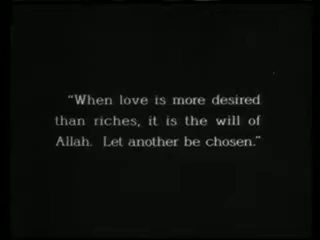 “When love is more desired
than riches, it is the will of
Allah. Let another be chosen.”